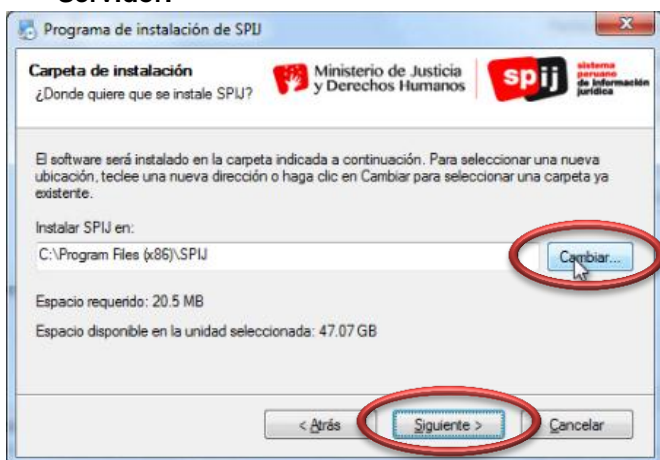 Programa de instalación de SPIJ
Carpeta de instalación
¿Donde quiere que se instale SPIJ?
Ministerio de Justicia
y Derechos Humanos
spij
sistema
peruano
de información
jurídica
El software será instalado en la carpeta indicada a continuación. Para seleccionar una nueva
ubicación, teclee una nueva dirección o haga clic en Cambiar para seleccionar una carpeta ya
existente.
Instalar SPIJ en:
C:\Program Files (x86)\SPIJ
Cambiar...
Espacio requerido: 20.5 MB
Espacio disponible en la unidad seleccionada: 47.07 GB
< Atrás
Siguiente >
Cancelar